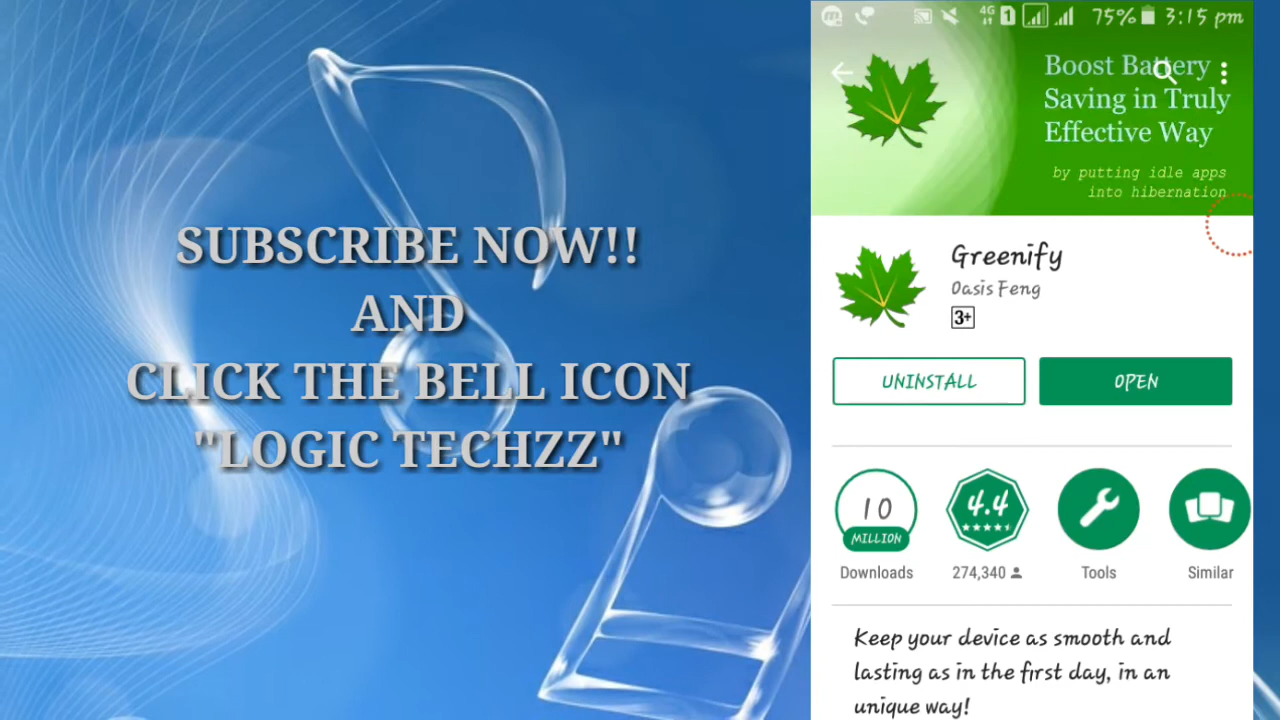 SUBSCRIBE NOW!!
AND
CLICK THE BELL ICON
"LOGIC TECHZZ"
4G 1 75% 3:15 pm
Boost Battery
Saving in Truly
Effective Way
by putting idle apps
into hibernation
Greenify
Oasis Feng
3+
UNINSTALL
OPEN
10
MILLION
Downloads
4.4
274,340
Tools
Similar
Keep your device as smooth and
lasting as in the first day, in an
unique way!